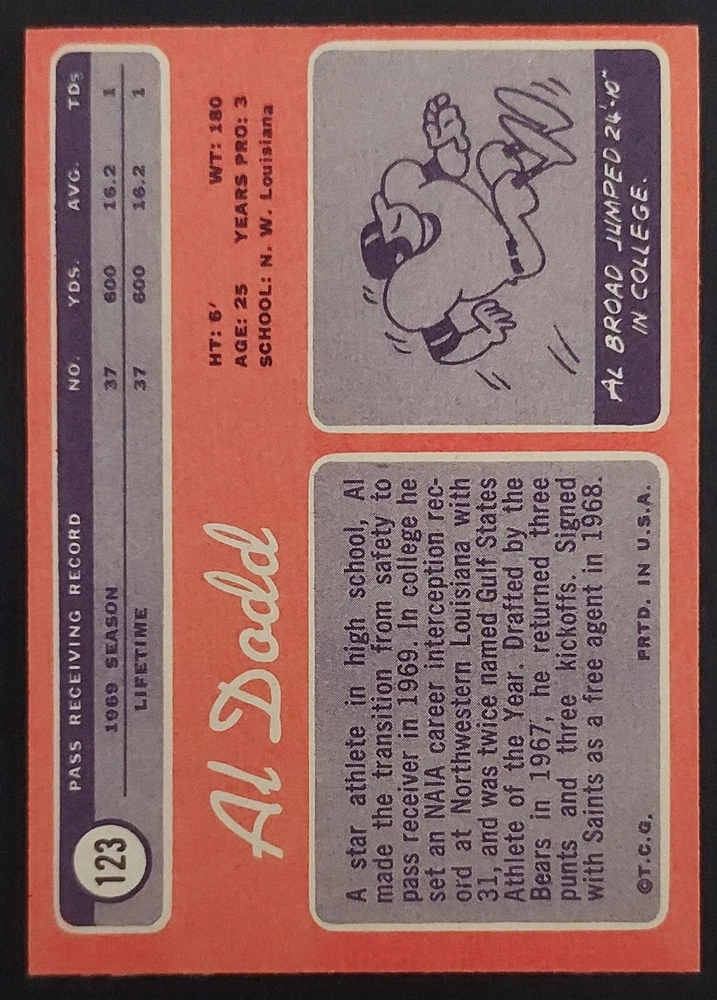 123
PASS RECEIVING RECORD NO. YDS. AVG. TDs
1969 SEASON 37 600 16.2 1
LIFETIME 37 600 16.2 1
Al Dodd
HT: 6' WT: 180
AGE: 25 YEARS PRO: 3
SCHOOL: N. W. Louisiana
A star athlete in high school, Al
made the transition from safety to
pass receiver in 1969. In college he
set an NAIA career interception rec-
ord at Northwestern Louisiana with
31, and was twice named Gulf States
Athlete of the Year. Drafted by the
Bears in 1967, he returned three
punts and three kickoffs. Signed
with Saints as a free agent in 1968.
©T.C.G. PRTD. IN U.S.A.
AL BROAD JUMPED 24'-10"
IN COLLEGE.